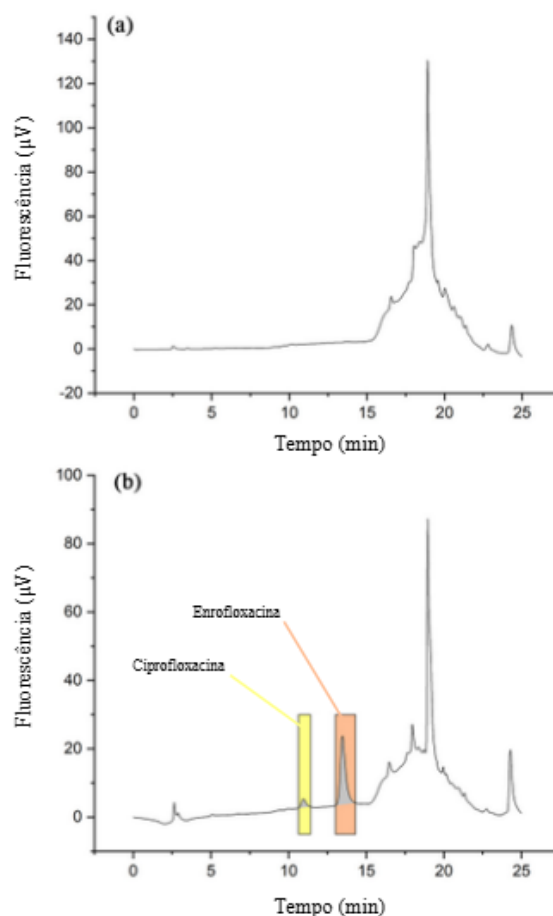 (a)
140
120
100
80
60
40
20
0
-20
Fluorescência (µV)
0 5 10 15 20 25
Tempo (min)
(b)
100
80
60
40
20
0
Fluorescência (µV)
Enrofloxacina
Ciprofloxacina
0 5 10 15 20 25
Tempo (min)